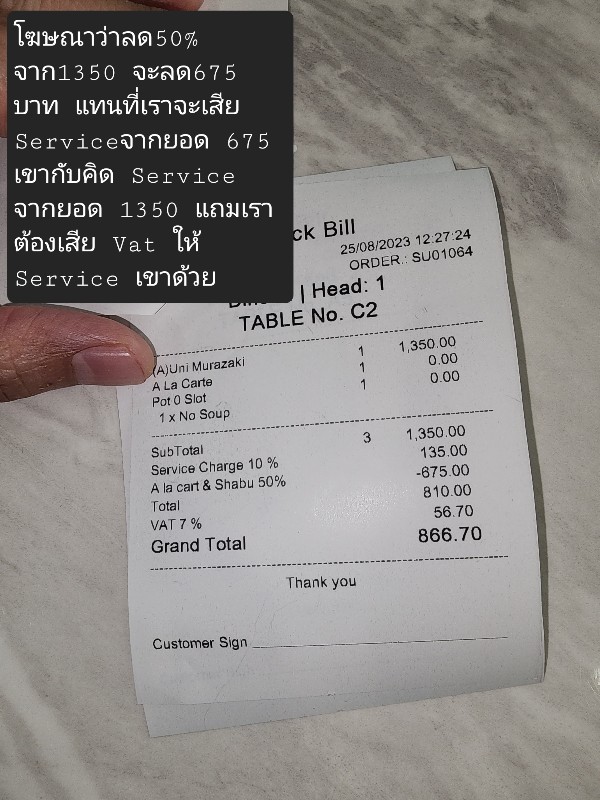 โฆษณาว่าลด50%
จาก1350 จะลด675
บาท แทนที่เราจะเสีย
Serviceจากยอด 675
เขากับคิด Service
จากยอด 1350 แถมเรา
ต้องเสีย Vat ให้
Service เขาด้วย
ck Bill
25/08/2023 12:27:24
ORDER.: SU01064
| Head: 1
TABLE No. C2
(A)Uni Murazaki 1 1,350.00
A La Carte 1 0.00
Pot 0 Slot 1 0.00
1 x No Soup
SubTotal 3 1,350.00
Service Charge 10 % 135.00
A la cart & Shabu 50% -675.00
Total 810.00
VAT 7 % 56.70
Grand Total 866.70
Thank you
Customer Sign